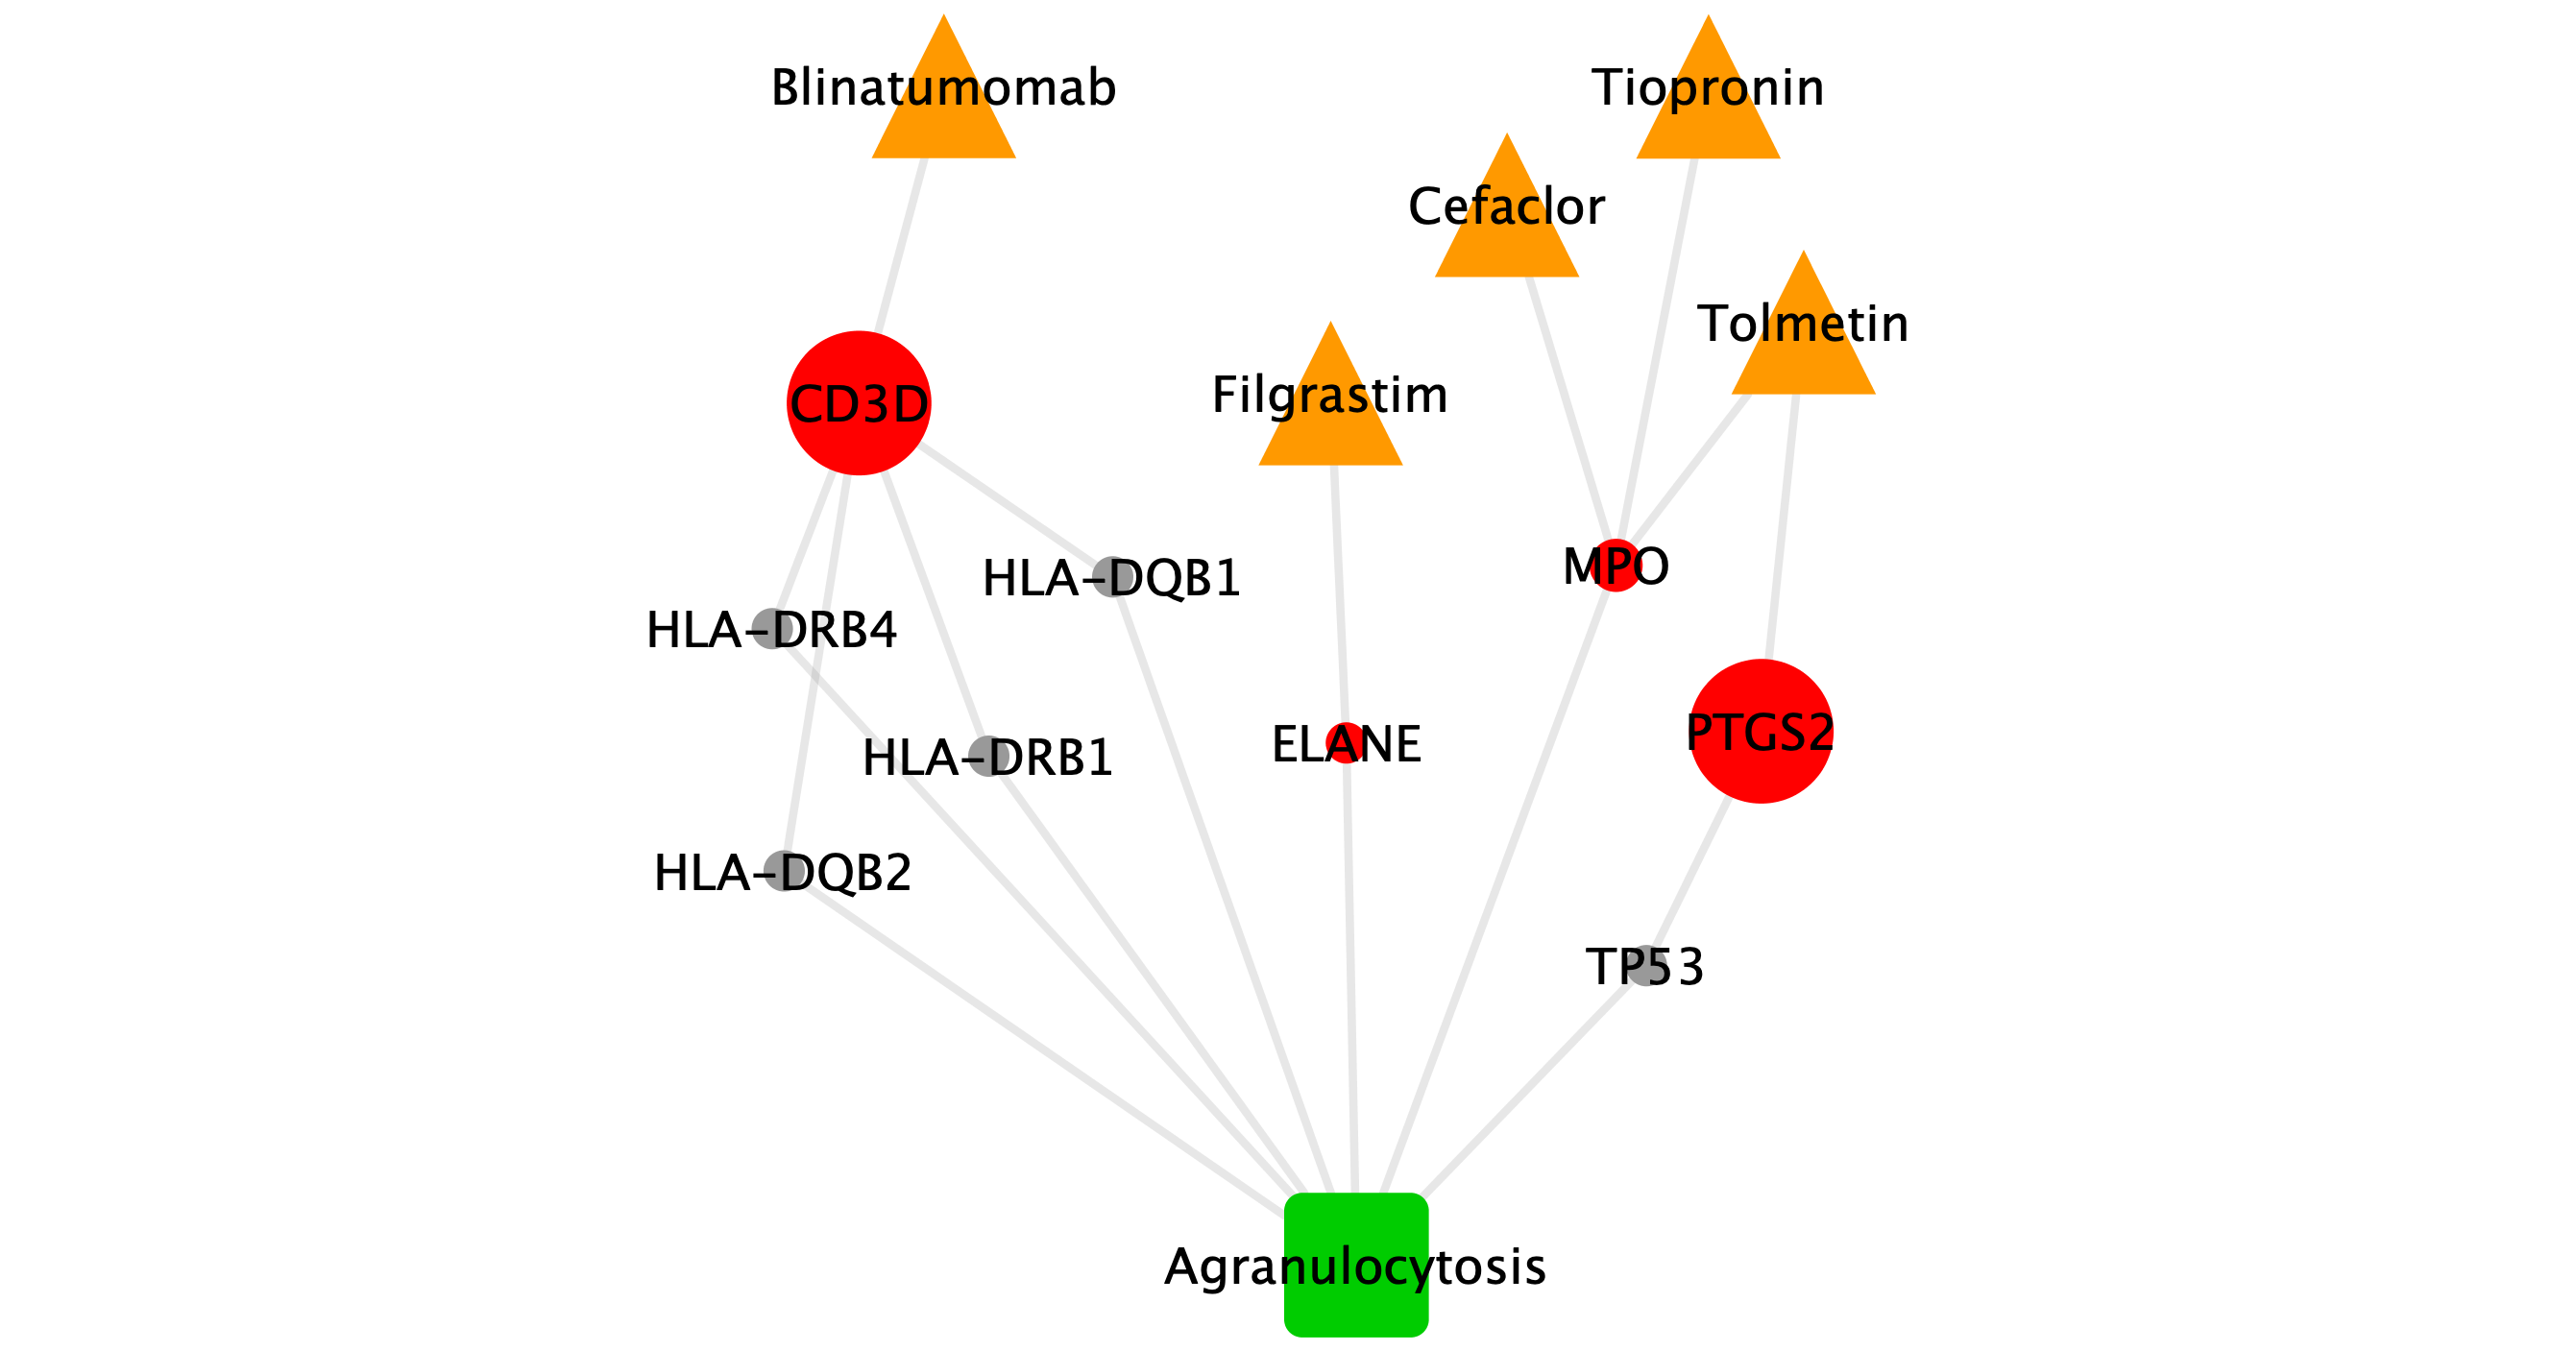 Blinatumomab
Tiopronin
Cefaclor
Tolmetin
Filgrastim
CD3D
MPO
HLA-DQB1
HLA-DRB4
PTGS2
ELANE
HLA-DRB1
HLA-DQB2
TP53
Agranulocytosis